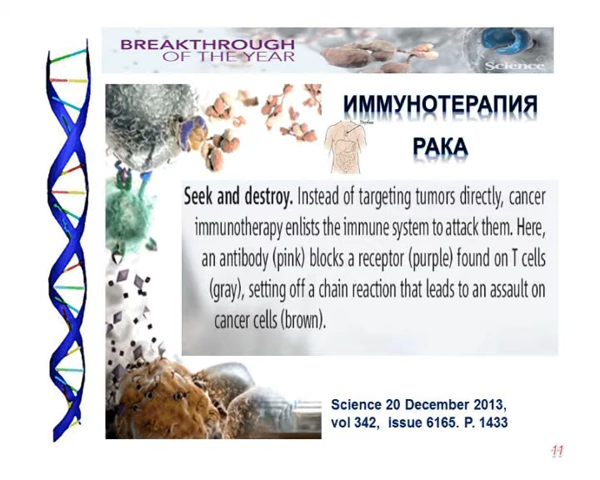 BREAKTHROUGH
OF THE YEAR
Science
ИММУНОТЕРАПИЯ
РАКА
Seek and destroy. Instead of targeting tumors directly, cancer
immunotherapy enlists the immune system to attack them. Here,
an antibody (pink) blocks a receptor (purple) found on T cells
(gray), setting off a chain reaction that leads to an assault on
cancer cells (brown).
Science 20 December 2013,
vol 342, issue 6165. P. 1433
11